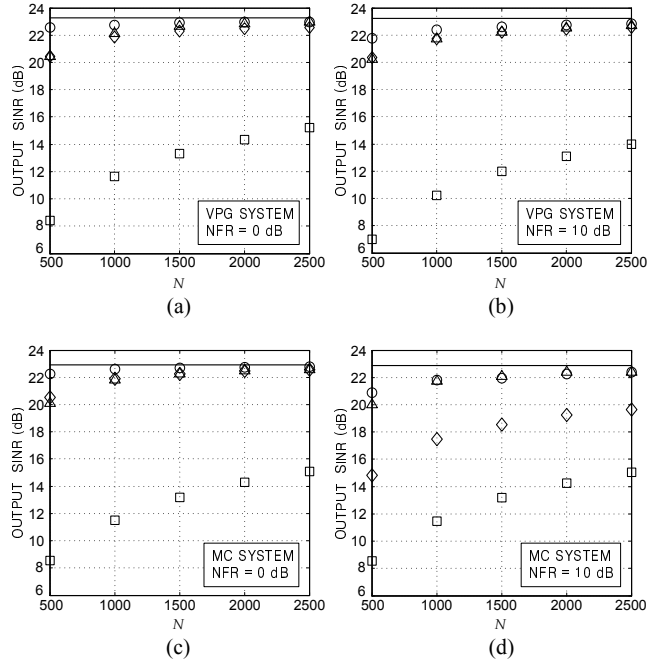 24
22
20
18
16
14
12
10
8
6
OUTPUT SINR (dB)
VPG SYSTEM
NFR = 0 dB
500 1000 1500 2000 2500
N
(a)
24
22
20
18
16
14
12
10
8
6
OUTPUT SINR (dB)
VPG SYSTEM
NFR = 10 dB
500 1000 1500 2000 2500
N
(b)
24
22
20
18
16
14
12
10
8
6
OUTPUT SINR (dB)
MC SYSTEM
NFR = 0 dB
500 1000 1500 2000 2500
N
(c)
24
22
20
18
16
14
12
10
8
6
OUTPUT SINR (dB)
MC SYSTEM
NFR = 10 dB
500 1000 1500 2000 2500
N
(d)